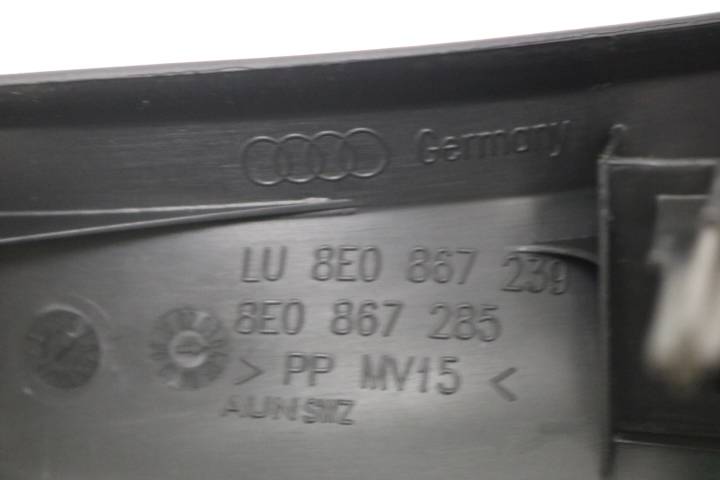 Germany
LU 8E0 867 239
8E0 867 285
> PP MV15 <
AUNSWZ